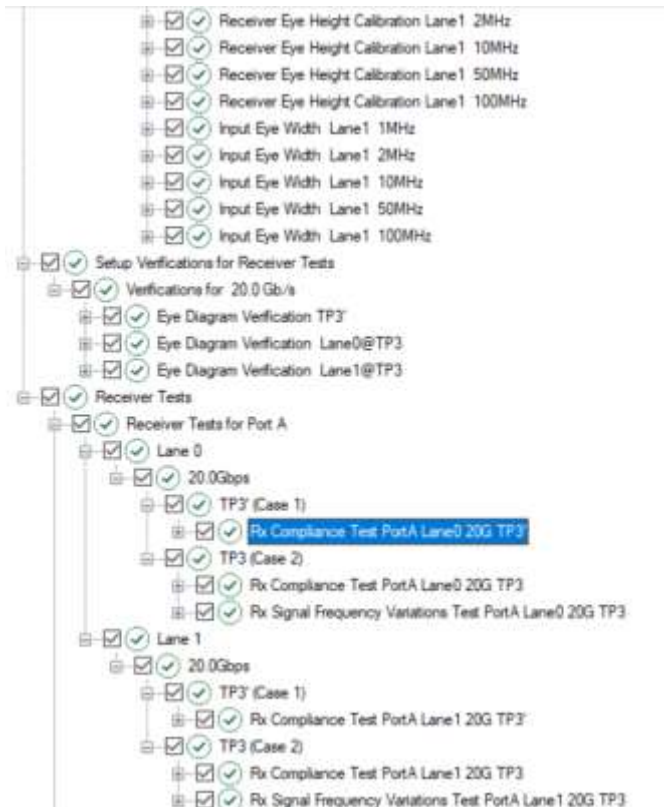 Receiver Eye Height Calibration Lane1 2MHz
Receiver Eye Height Calibration Lane1 10MHz
Receiver Eye Height Calibration Lane1 50MHz
Receiver Eye Height Calibration Lane1 100MHz
Input Eye Width Lane1 1MHz
Input Eye Width Lane1 2MHz
Input Eye Width Lane1 10MHz
Input Eye Width Lane1 50MHz
Input Eye Width Lane1 100MHz
Setup Verifications for Receiver Tests
Verifications for 20.0 Gb/s
Eye Diagram Verification TP3'
Eye Diagram Verification Lane0@TP3
Eye Diagram Verification Lane1@TP3
Receiver Tests
Receiver Tests for Port A
Lane 0
20.0Gbps
TP3' (Case 1)
Rx Compliance Test PortA Lane0 20G TP3'
TP3 (Case 2)
Rx Compliance Test PortA Lane0 20G TP3
Rx Signal Frequency Variations Test PortA Lane0 20G TP3
Lane 1
20.0Gbps
TP3' (Case 1)
Rx Compliance Test PortA Lane1 20G TP3'
TP3 (Case 2)
Rx Compliance Test PortA Lane1 20G TP3
Rx Signal Frequency Variations Test PortA Lane1 20G TP3